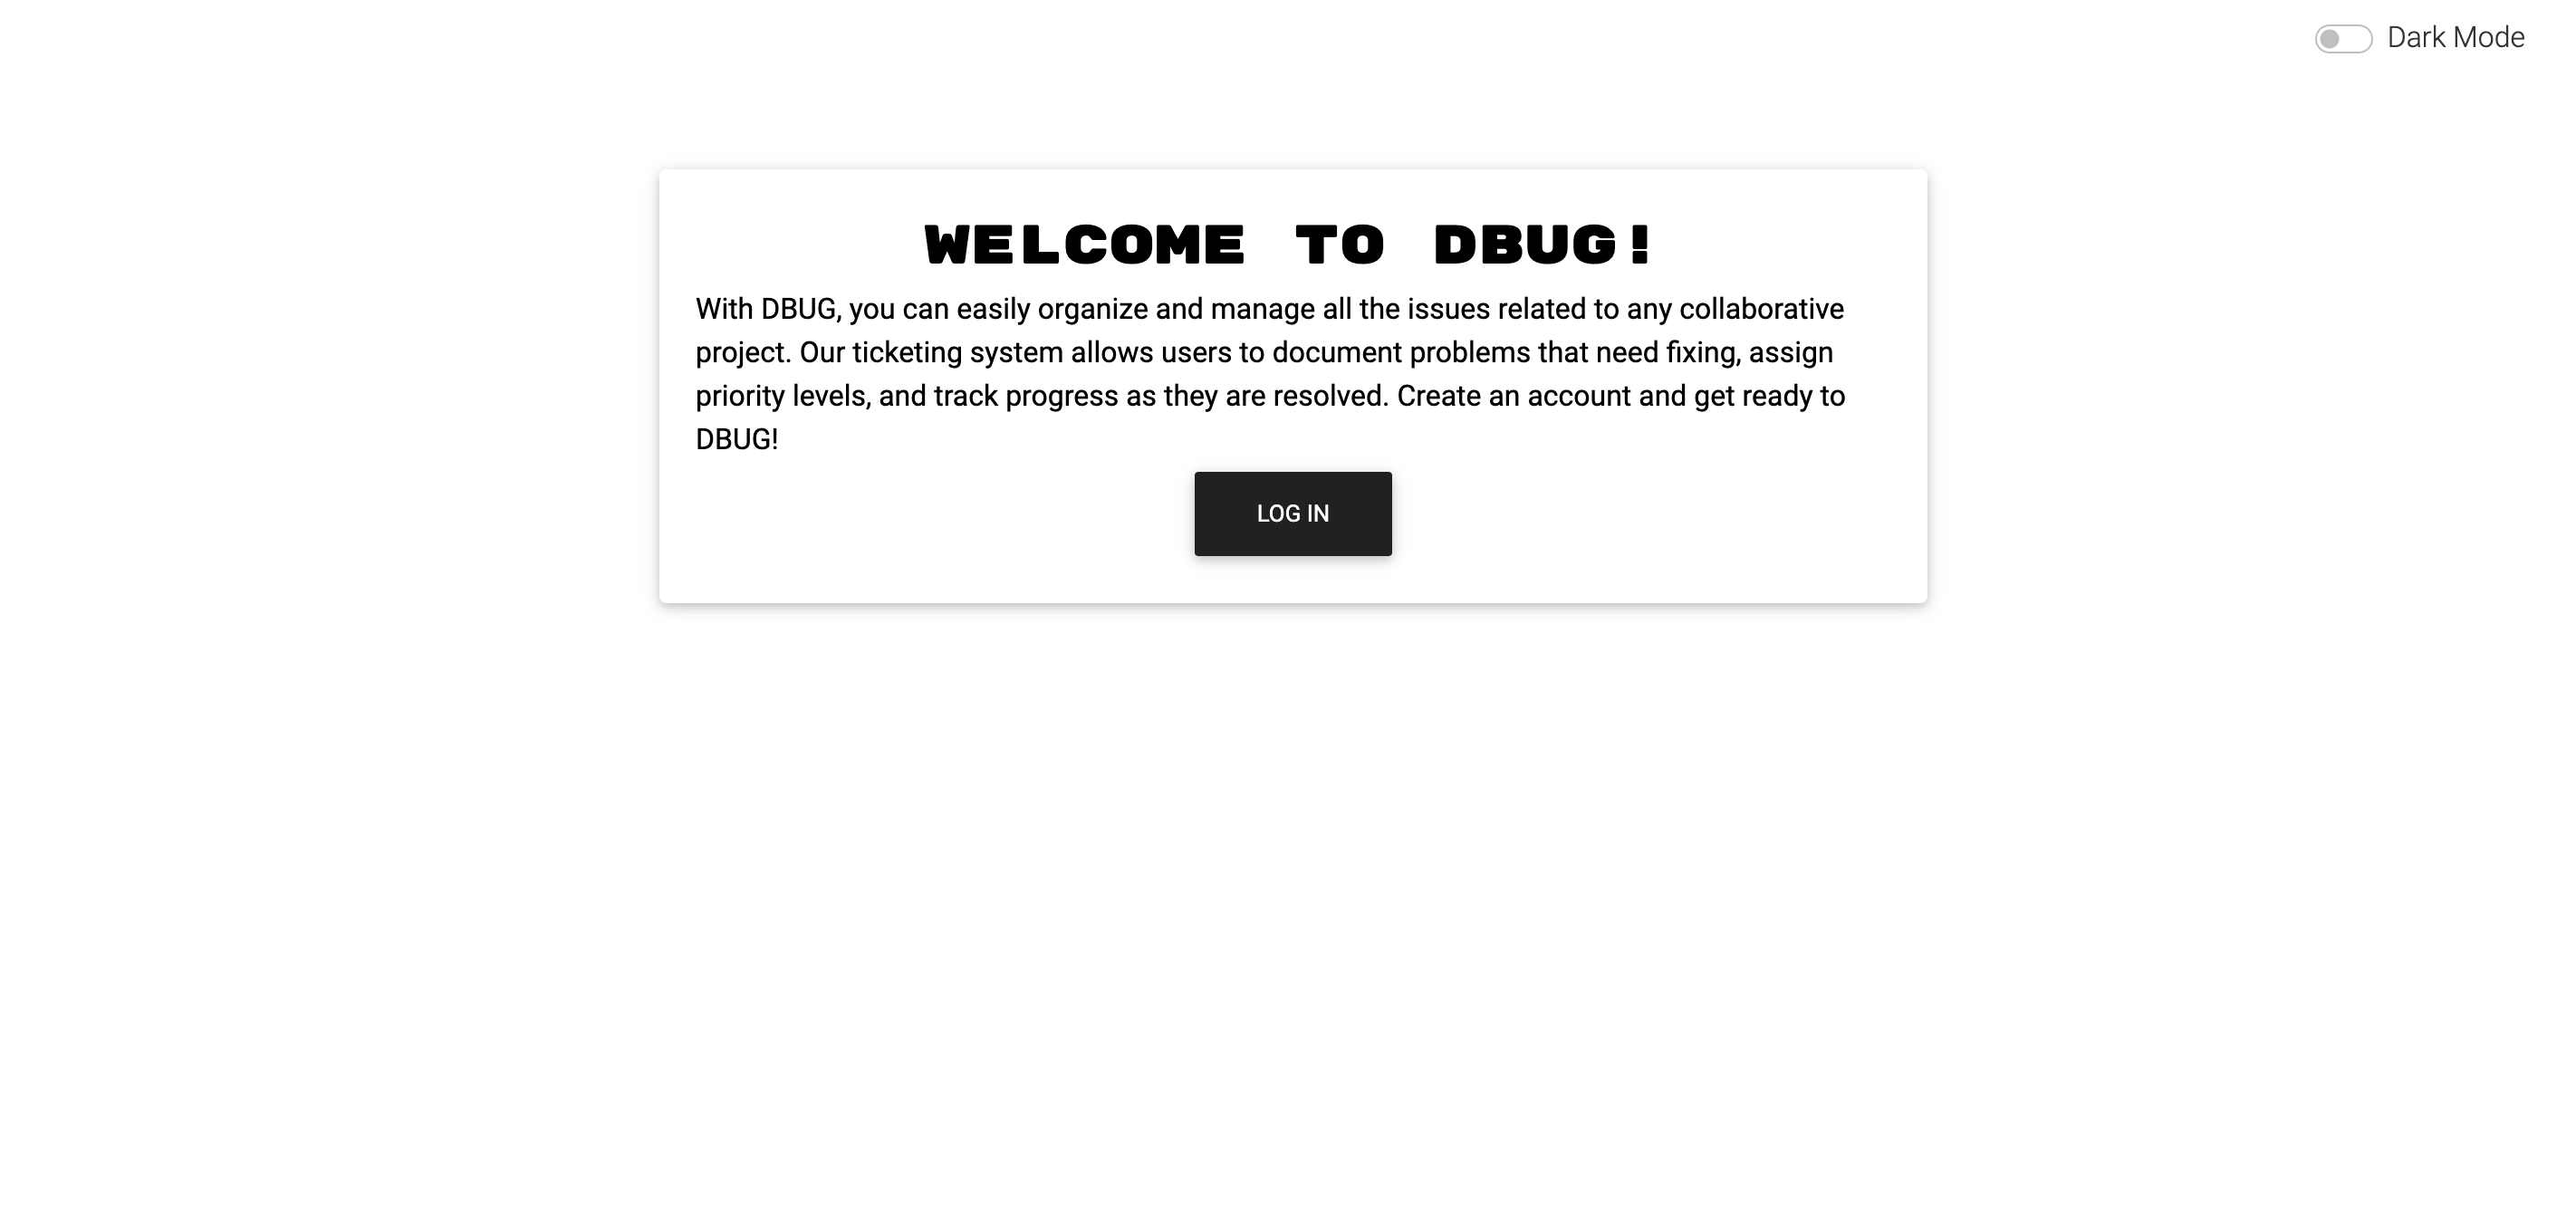 Dark Mode
WELCOME TO DBUG!
With DBUG, you can easily organize and manage all the issues related to any collaborative
project. Our ticketing system allows users to document problems that need fixing, assign
priority levels, and track progress as they are resolved. Create an account and get ready to
DBUG!
LOG IN